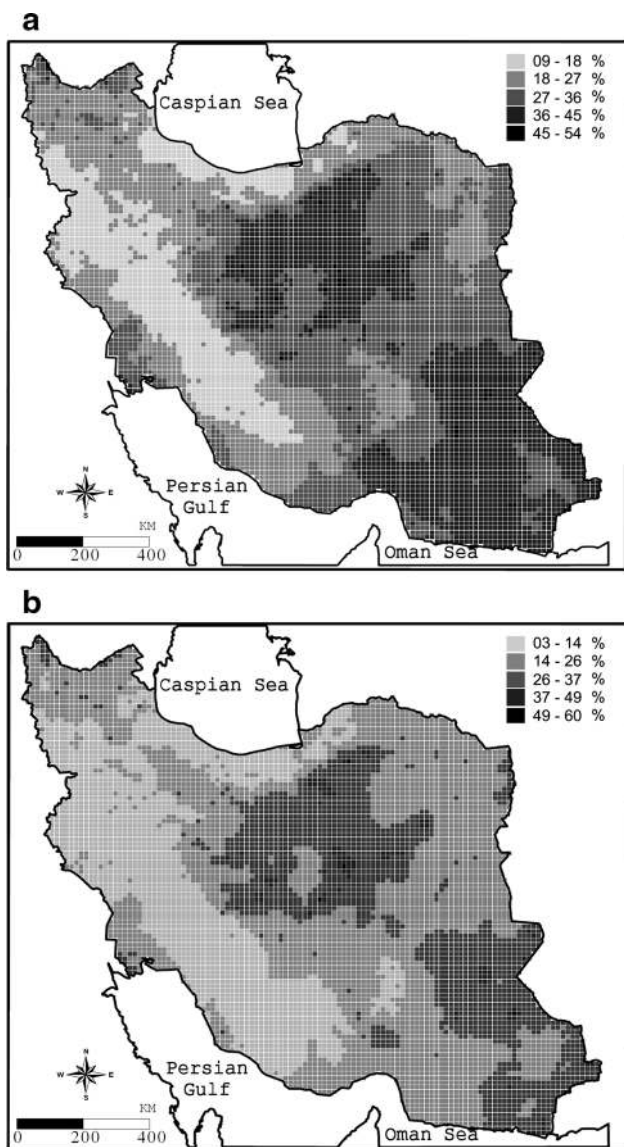 a
09 - 18 %
18 - 27 %
27 - 36 %
36 - 45 %
45 - 54 %
Caspian Sea
Persian
Gulf
Oman Sea
N
W E
S
KM
0 200 400
b
03 - 14 %
14 - 26 %
26 - 37 %
37 - 49 %
49 - 60 %
Caspian Sea
Persian
Gulf
Oman Sea
N
W E
S
KM
0 200 400